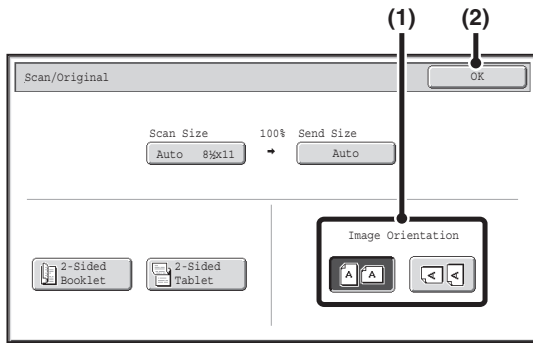 (1) (2)
Scan/Original OK
Scan Size 100% Send Size
Auto 8½x11 Auto
Image Orientation
2-Sided
Booklet
2-Sided
Tablet
A A A A